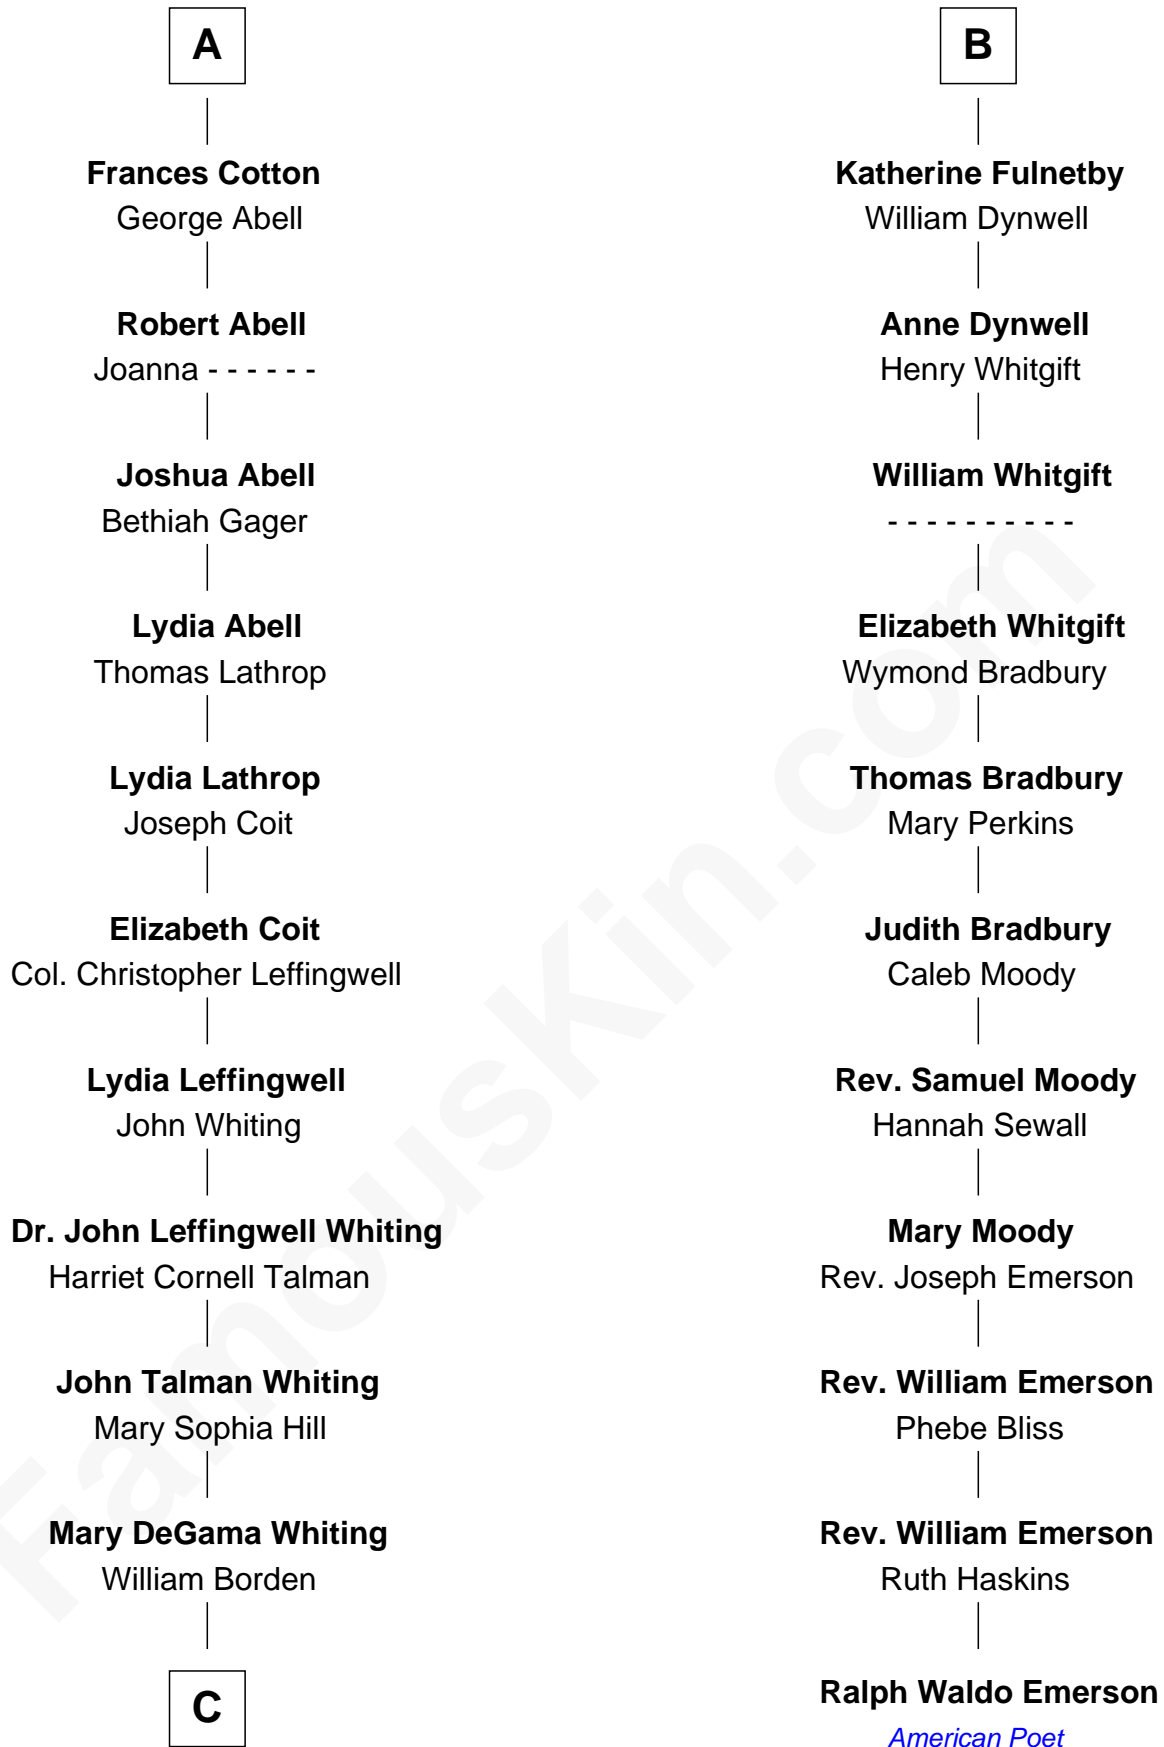 A
Frances Cotton
George Abell
Robert Abell
Joanna - - - - - -
Joshua Abell
Bethiah Gager
Lydia Abell
Thomas Lathrop
Lydia Lathrop
Joseph Coit
Elizabeth Coit
Col. Christopher Leffingwell
Lydia Leffingwell
John Whiting
Dr. John Leffingwell Whiting
Harriet Cornell Talman
John Talman Whiting
Mary Sophia Hill
Mary DeGama Whiting
William Borden
C
B
Katherine Fulnetby
William Dynwell
Anne Dynwell
Henry Whitgift
William Whitgift
- - - - - - - - - -
Elizabeth Whitgift
Wymond Bradbury
Thomas Bradbury
Mary Perkins
Judith Bradbury
Caleb Moody
Rev. Samuel Moody
Hannah Sewall
Mary Moody
Rev. Joseph Emerson
Rev. William Emerson
Phebe Bliss
Rev. William Emerson
Ruth Haskins
Ralph Waldo Emerson
American Poet
FamousKin.com